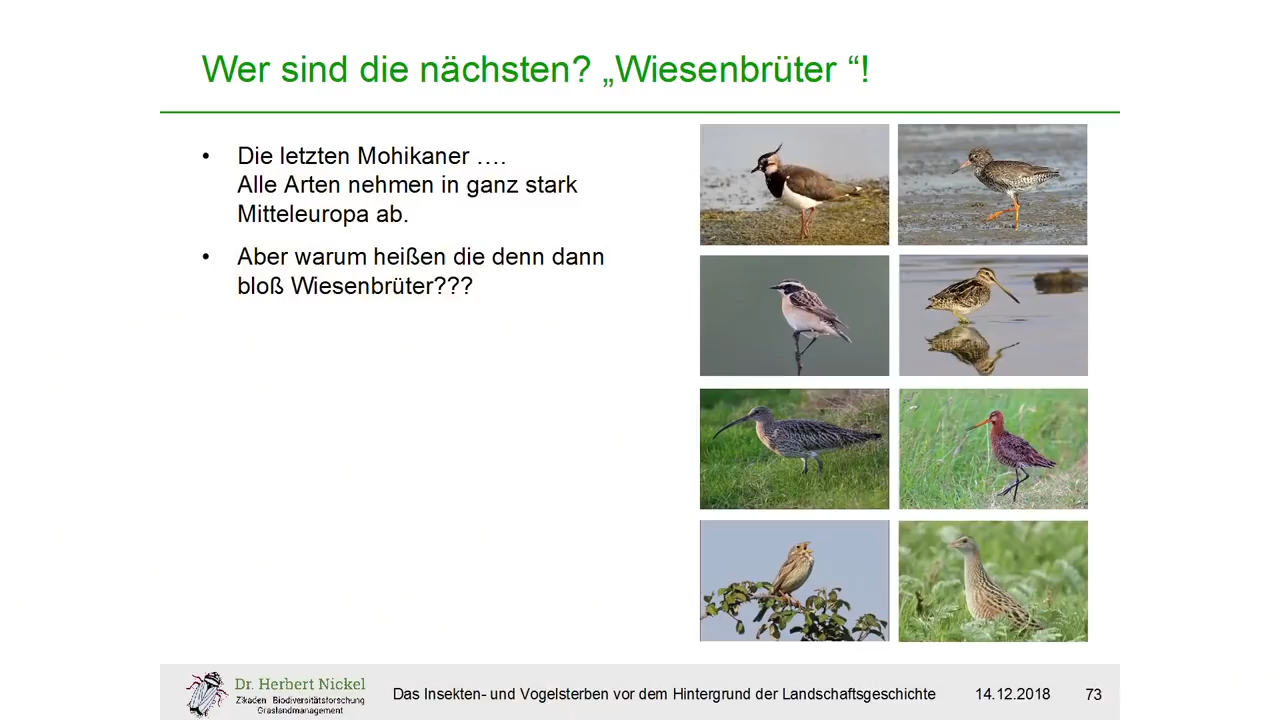 Wer sind die nächsten? „Wiesenbrüter “!
• Die letzten Mohikaner ….
Alle Arten nehmen in ganz stark
Mitteleuropa ab.
• Aber warum heißen die denn dann
bloß Wiesenbrüter???
Dr. Herbert Nickel
Zikaden Biodiversitätsforschung
Graslandmanagement
Das Insekten- und Vogelsterben vor dem Hintergrund der Landschaftsgeschichte
14.12.2018
73